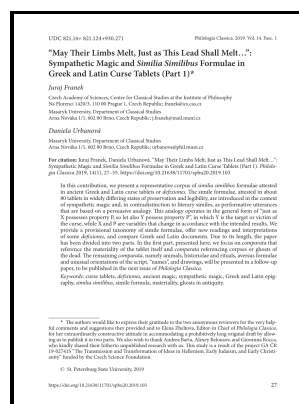 UDC 821.14+ 821.124+930.271
Philologia Classica. 2019. Vol. 14. Fasc. 1
“May Their Limbs Melt, Just as This Lead Shall Melt…”:
Sympathetic Magic and Similia Similibus Formulae in
Greek and Latin Curse Tablets (Part 1)*
Juraj Franek
Czech Academy of Sciences, Centre for Classical Studies at the Institute of Philosophy
Na Florenci 1420/3, 110 00 Prague 1, Czech Republic; franek@ics.cas.cz
Masaryk University, Department of Classical Studies
Arna Nováka 1/1, 602 00 Brno, Czech Republic; j.franek@mail.muni.cz
Daniela Urbanová
Masaryk University, Department of Classical Studies
Arna Nováka 1/1, 602 00 Brno, Czech Republic; urbanova@phil.muni.cz
For citation: Juraj Franek, Daniela Urbanová, “May Their Limbs Melt, Just as This Lead Shall Melt…”:
Sympathetic Magic and Similia Similibus Formulae in Greek and Latin Curse Tablets (Part 1). Philolo-
gia Classica 2019, 14(1), 27–55. https://doi.org/10.21638/11701/spbu20.2019.103
In this contribution, we present a representative corpus of similia similibus formulae attested
in ancient Greek and Latin curse tablets or defixiones. The simile formulae, attested in about
80 tablets in widely differing states of preservation and legibility, are introduced in the context
of sympathetic magic and, in contradistinction to literary similes, as performative utterances
that are based on a persuasive analogy. This analogy operates in the general form of “just as
X possesses property P, so let also Y possess property P”, in which Y is the target or victim of
the curse, while X and P are variables that change in accordance with the intended results. We
provide a provisional taxonomy of simile formulae, offer new readings and interpretations
of some defixiones, and compare Greek and Latin documents. Due to its length, the paper
has been divided into two parts. In the first part, presented here, we focus on comparata that
reference the materiality of the tablet itself and comparata referencing corpses or ghosts of
the dead. The remaining comparata, namely animals, historiolae and rituals, aversus formulae
and unusual orientations of the script, “names”, and drawings, will be presented in a follow-up
paper, to be published in the next issue of Philologia Classica.
Keywords: curse tablets, defixiones, ancient magic, sympathetic magic, Greek and Latin epig-
raphy, similia similibus, simile formula, materiality, ghosts in antiquity.
* The authors would like to express their gratitude to the two anonymous reviewers for the very help-
ful comments and suggestions they provided and to Elena Zheltova, Editor-in-Chief of Philologia Classica,
for her extraordinarily constructive attitude in accommodating a prohibitively long original draft by allow-
ing us to publish it in two parts. We also wish to thank Andrea Barta, Alexey Belousov, and Giovanna Rocca,
who kindly shared their hitherto unpublished research with us. This study is a result of the project GA CR
19-02741S “The Transmission and Transformation of Ideas in Hellenism, Early Judaism, and Early Christi-
anity” funded by the Czech Science Foundation.
© St. Petersburg State University, 2019
https://doi.org/10.21638/11701/spbu20.2019.103
27